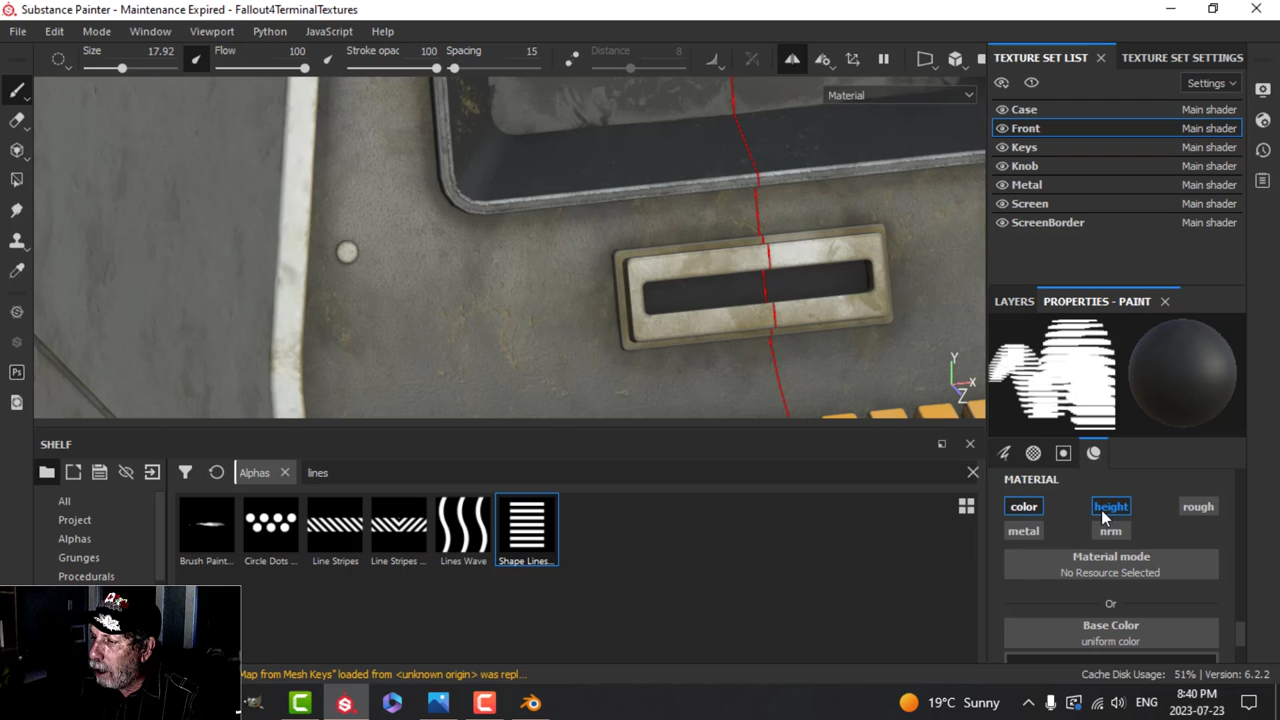 Substance Painter - Maintenance Expired - Fallout4TerminalTextures
File Edit Mode Window Viewport Python JavaScript Help
Size 17.92 Flow 100 Stroke opac 100 Spacing 15 Distance 8
Material
TEXTURE SET LIST TEXTURE SET SETTINGS
Settings
Case Main shader
Front Main shader
Keys Main shader
Knob Main shader
Metal Main shader
Screen Main shader
ScreenBorder Main shader
LAYERS PROPERTIES - PAINT
Y
X
Z
MATERIAL
color height rough
metal nrm
Material mode
No Resource Selected
Or
Base Color
uniform color
SHELF
Alphas lines
All
Project
Alphas
Grunges
Procedurals
Brush Paint... Circle Dots ... Line Stripes Line Stripes ... Lines Wave Shape Lines...
Map from Mesh Keys" loaded from <unknown origin> was repl...
Cache Disk Usage: 51% | Version: 6.2.2
19°C Sunny
ENG
8:40 PM
2023-07-23